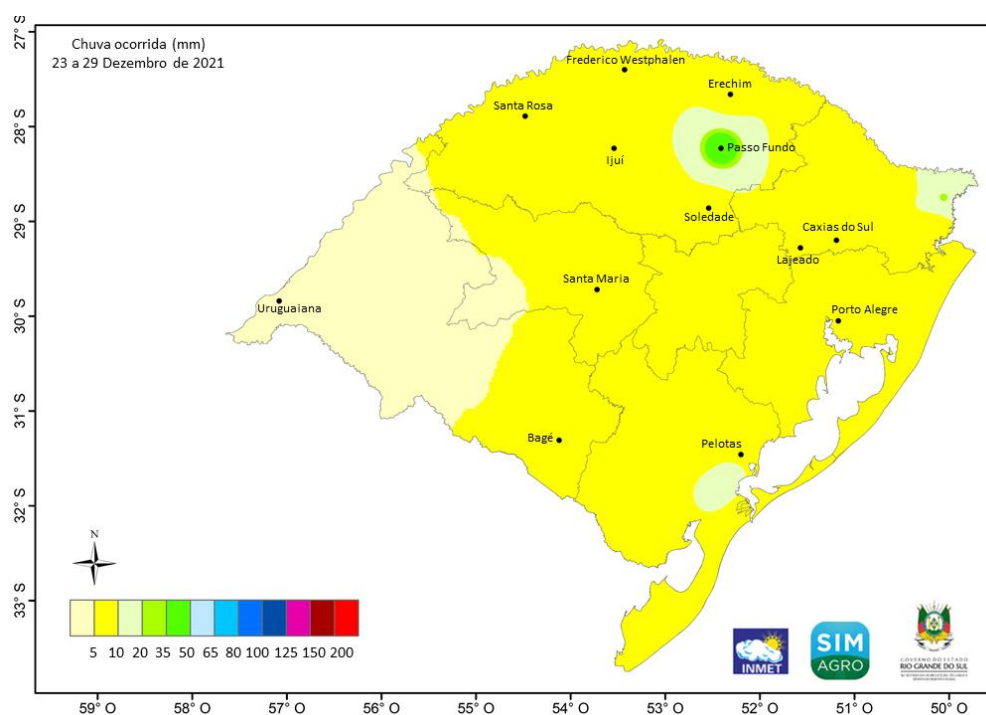 Chuva ocorrida (mm)
23 a 29 Dezembro de 2021
27° S
28° S
29° S
30° S
31° S
32° S
33° S
Frederico Westphalen
Erechim
Santa Rosa
Passo Fundo
Ijuí
Soledade
Caxias do Sul
Lajeado
Santa Maria
Uruguaiana
Porto Alegre
Bagé
Pelotas
N
5 10 20 35 50 65 80 100 125 150 200
INMET
SIM
AGRO
GOVERNO DO ESTADO
RIO GRANDE DO SUL
59° O 58° O 57° O 56° O 55° O 54° O 53° O 52° O 51° O 50° O